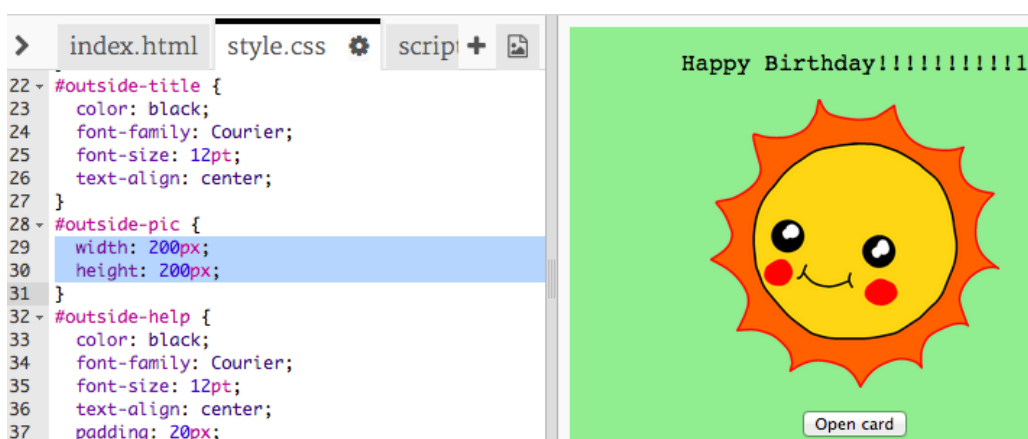 index.html style.css script
22 #outside-title {
23 color: black;
24 font-family: Courier;
25 font-size: 12pt;
26 text-align: center;
27 }
28 #outside-pic {
29 width: 200px;
30 height: 200px;
31 }
32 #outside-help {
33 color: black;
34 font-family: Courier;
35 font-size: 12pt;
36 text-align: center;
37 padding: 20px;
Happy Birthday!!!!!!!!!!!1
Open card